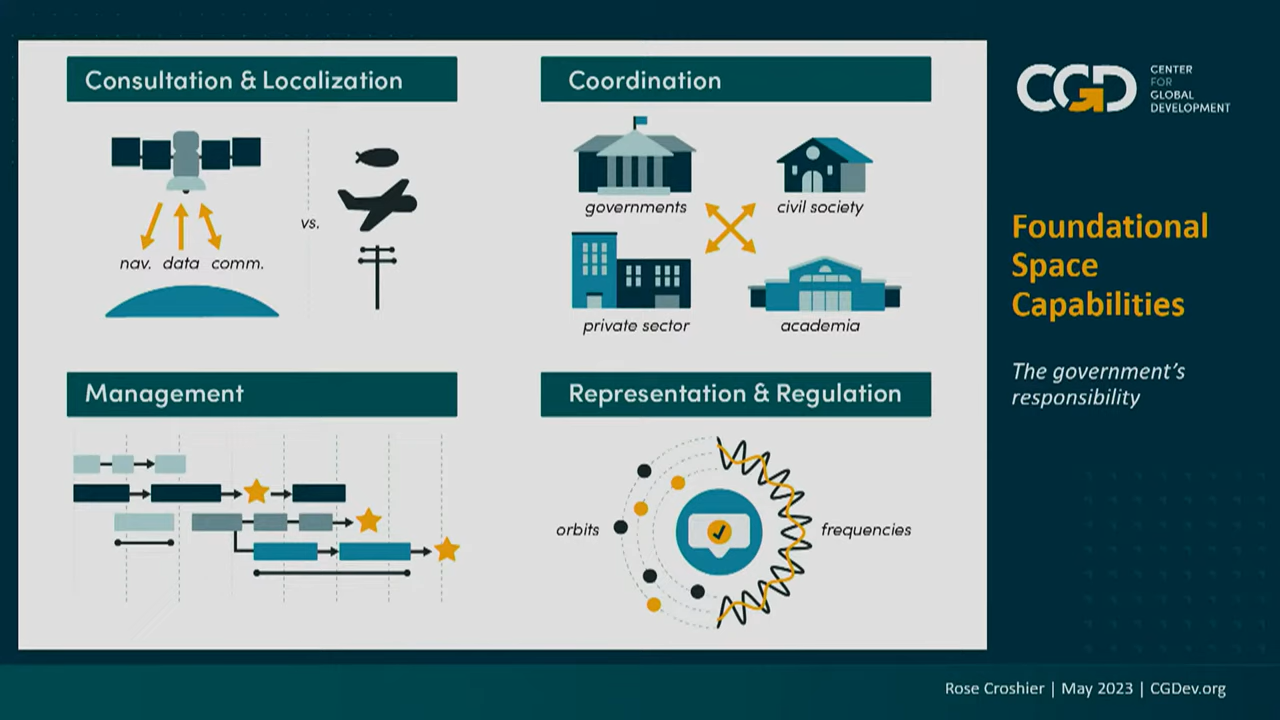 Consultation & Localization
vs.
nav. data comm.
Coordination
governments
civil society
private sector
academia
Management
Representation & Regulation
orbits
frequencies
CGD
CENTER
FOR
GLOBAL
DEVELOPMENT
Foundational
Space
Capabilities
The government's
responsibility
Rose Croshier | May 2023 | CGDev.org